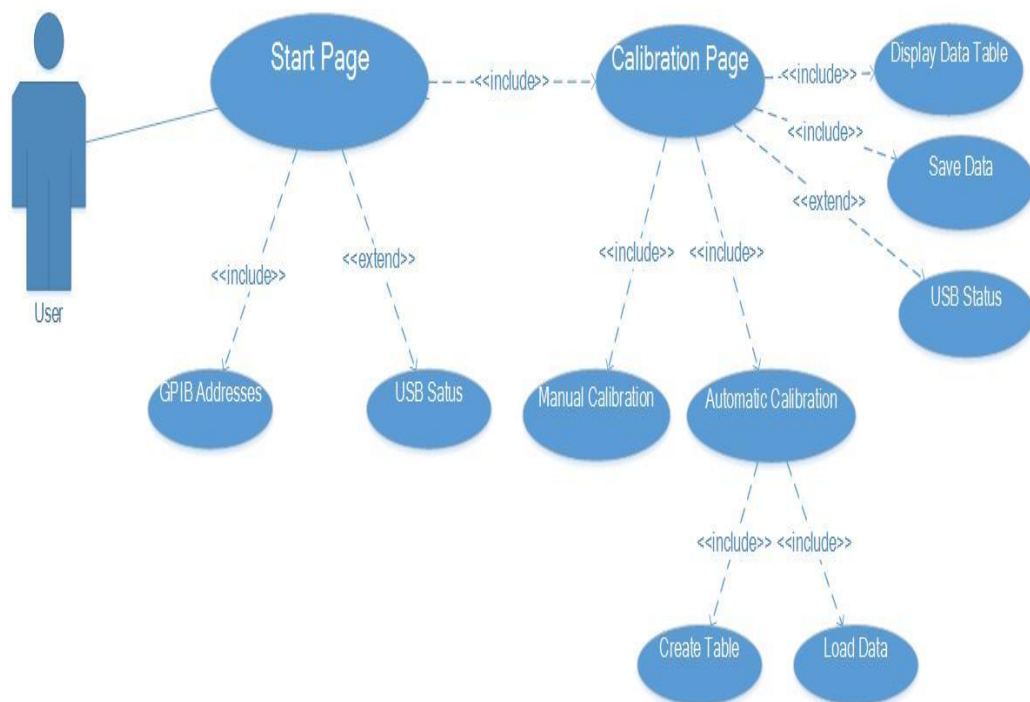 Start Page
<<include>>
Calibration Page
<<include>>
Display Data Table
<<include>>
Save Data
<<extend>>
USB Status
User
<<include>>
<<extend>>
<<include>>
<<include>>
GPIB Addresses
USB Satus
Manual Calibration
Automatic Calibration
<<include>>
<<include>>
Create Table
Load Data